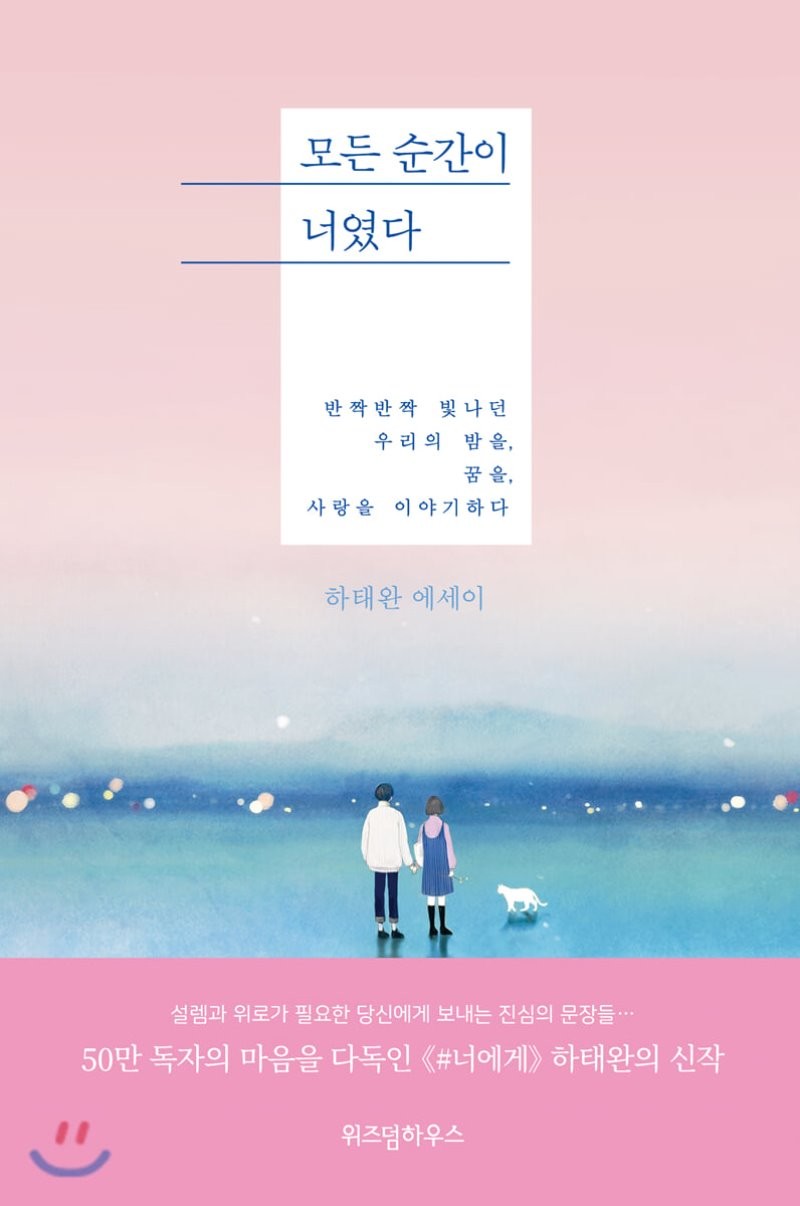 모든 순간이
너였다
반짝반짝 빛나던
우리의 밤을,
꿈을,
사랑을 이야기하다
하태완 에세이
설렘과 위로가 필요한 당신에게 보내는 진심의 문장들…
50만 독자의 마음을 다독인 《#너에게》 하태완의 신작
위즈덤하우스